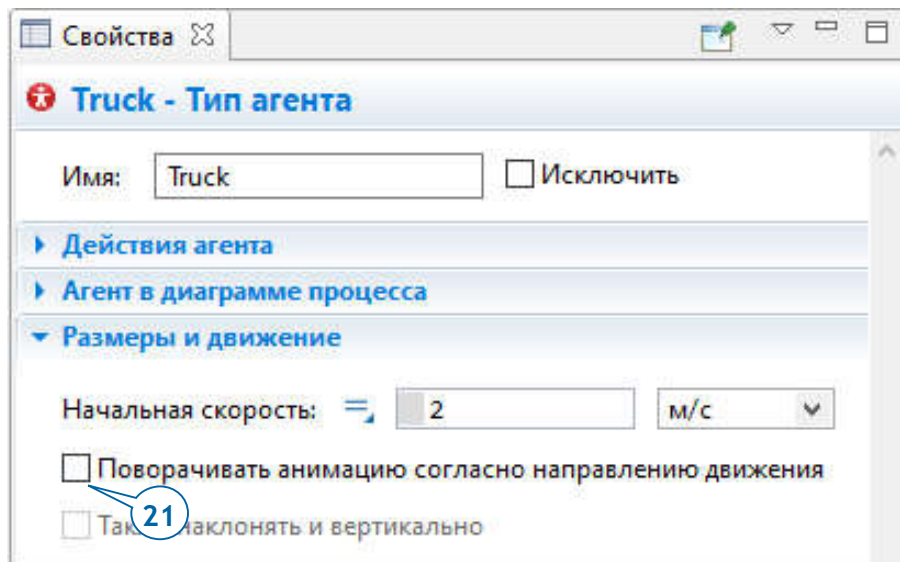 Свойства
Truck - Тип агента
Имя: Truck Исключить
Действия агента
Агент в диаграмме процесса
Размеры и движение
Начальная скорость: 2 м/с
Поворачивать анимацию согласно направлению движения
21
наклонять и вертикально